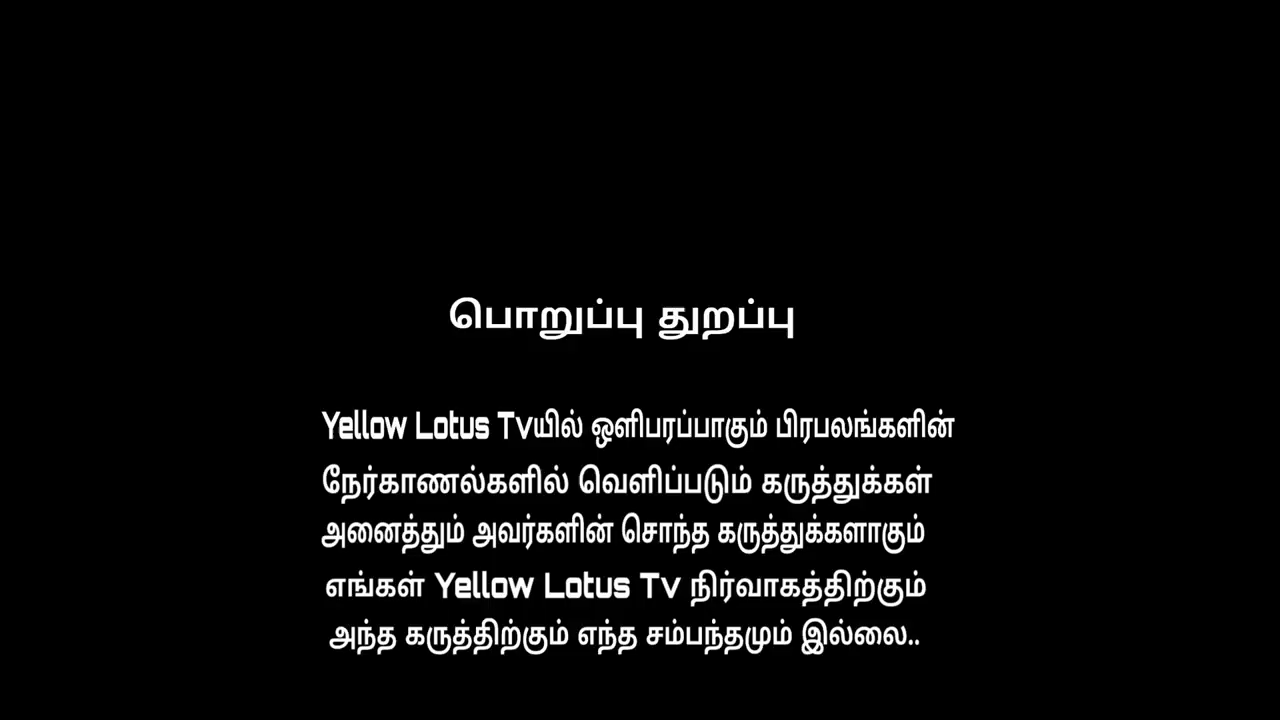 பொறுப்பு துறப்பு
Yellow Lotus Tvயில் ஒளிபரப்பாகும் பிரபலங்களின்
நேர்காணல்களில் வெளிப்படும் கருத்துக்கள்
அனைத்தும் அவர்களின் சொந்த கருத்துக்களாகும்
எங்கள் Yellow Lotus Tv நிர்வாகத்திற்கும்
அந்த கருத்திற்கும் எந்த சம்பந்தமும் இல்லை..